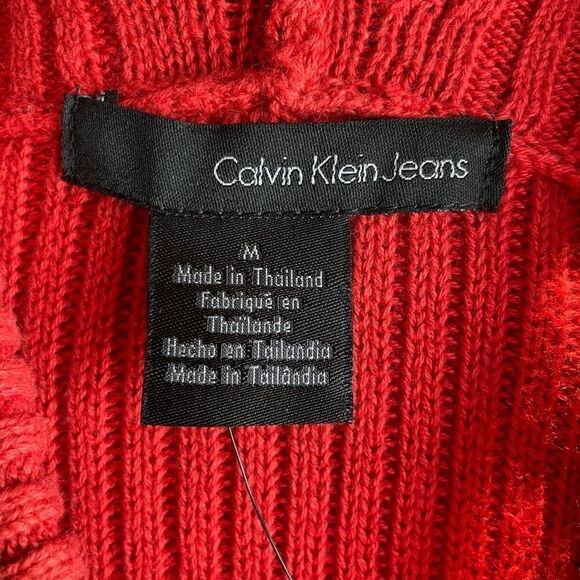 Calvin Klein Jeans
M
Made in Thailand
Fabriqué en
Thaïlande
Hecho en Tailandia
Made in Tailândia